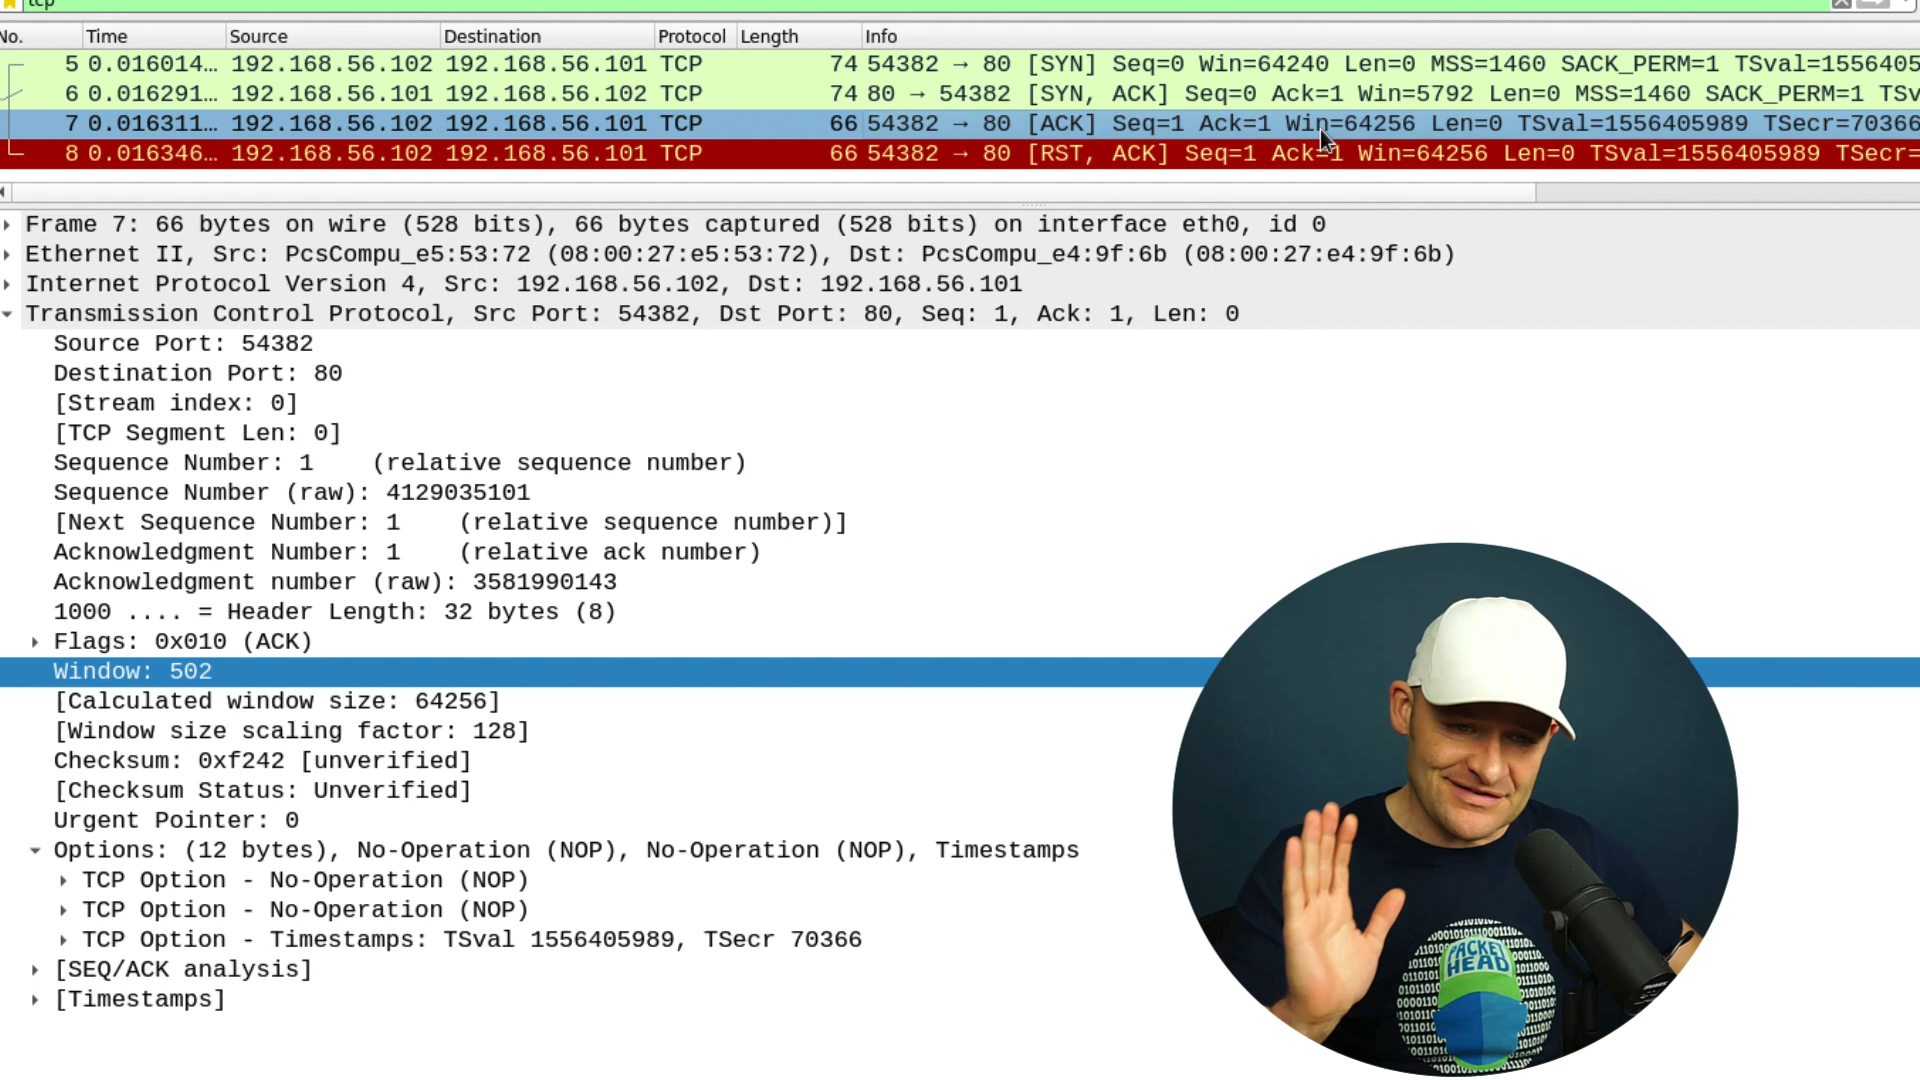 tcp
No. Time Source Destination Protocol Length Info
5 0.016014… 192.168.56.102 192.168.56.101 TCP 74 54382 → 80 [SYN] Seq=0 Win=64240 Len=0 MSS=1460 SACK_PERM=1 TSval=1556405
6 0.016291… 192.168.56.101 192.168.56.102 TCP 74 80 → 54382 [SYN, ACK] Seq=0 Ack=1 Win=5792 Len=0 MSS=1460 SACK_PERM=1 TSv
7 0.016311… 192.168.56.102 192.168.56.101 TCP 66 54382 → 80 [ACK] Seq=1 Ack=1 Win=64256 Len=0 TSval=1556405989 TSecr=70366
8 0.016346… 192.168.56.102 192.168.56.101 TCP 66 54382 → 80 [RST, ACK] Seq=1 Ack=1 Win=64256 Len=0 TSval=1556405989 TSecr=
Frame 7: 66 bytes on wire (528 bits), 66 bytes captured (528 bits) on interface eth0, id 0
Ethernet II, Src: PcsCompu_e5:53:72 (08:00:27:e5:53:72), Dst: PcsCompu_e4:9f:6b (08:00:27:e4:9f:6b)
Internet Protocol Version 4, Src: 192.168.56.102, Dst: 192.168.56.101
Transmission Control Protocol, Src Port: 54382, Dst Port: 80, Seq: 1, Ack: 1, Len: 0
Source Port: 54382
Destination Port: 80
[Stream index: 0]
[TCP Segment Len: 0]
Sequence Number: 1 (relative sequence number)
Sequence Number (raw): 4129035101
[Next Sequence Number: 1 (relative sequence number)]
Acknowledgment Number: 1 (relative ack number)
Acknowledgment number (raw): 3581990143
1000 .... = Header Length: 32 bytes (8)
Flags: 0x010 (ACK)
Window: 502
[Calculated window size: 64256]
[Window size scaling factor: 128]
Checksum: 0xf242 [unverified]
[Checksum Status: Unverified]
Urgent Pointer: 0
Options: (12 bytes), No-Operation (NOP), No-Operation (NOP), Timestamps
TCP Option - No-Operation (NOP)
TCP Option - No-Operation (NOP)
TCP Option - Timestamps: TSval 1556405989, TSecr 70366
[SEQ/ACK analysis]
[Timestamps]
PACKET
HEAD